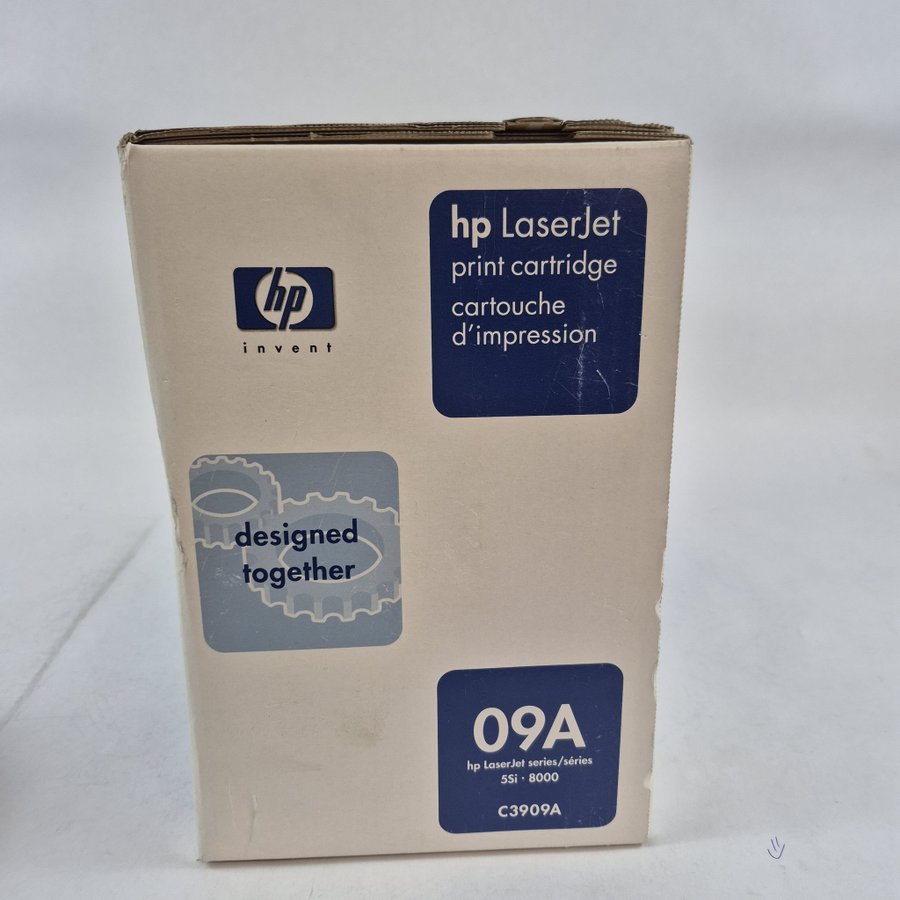 hp LaserJet
print cartridge
cartouche
d'impression
hp
invent
designed
together
09A
hp LaserJet series/séries
5Si · 8000
C3909A